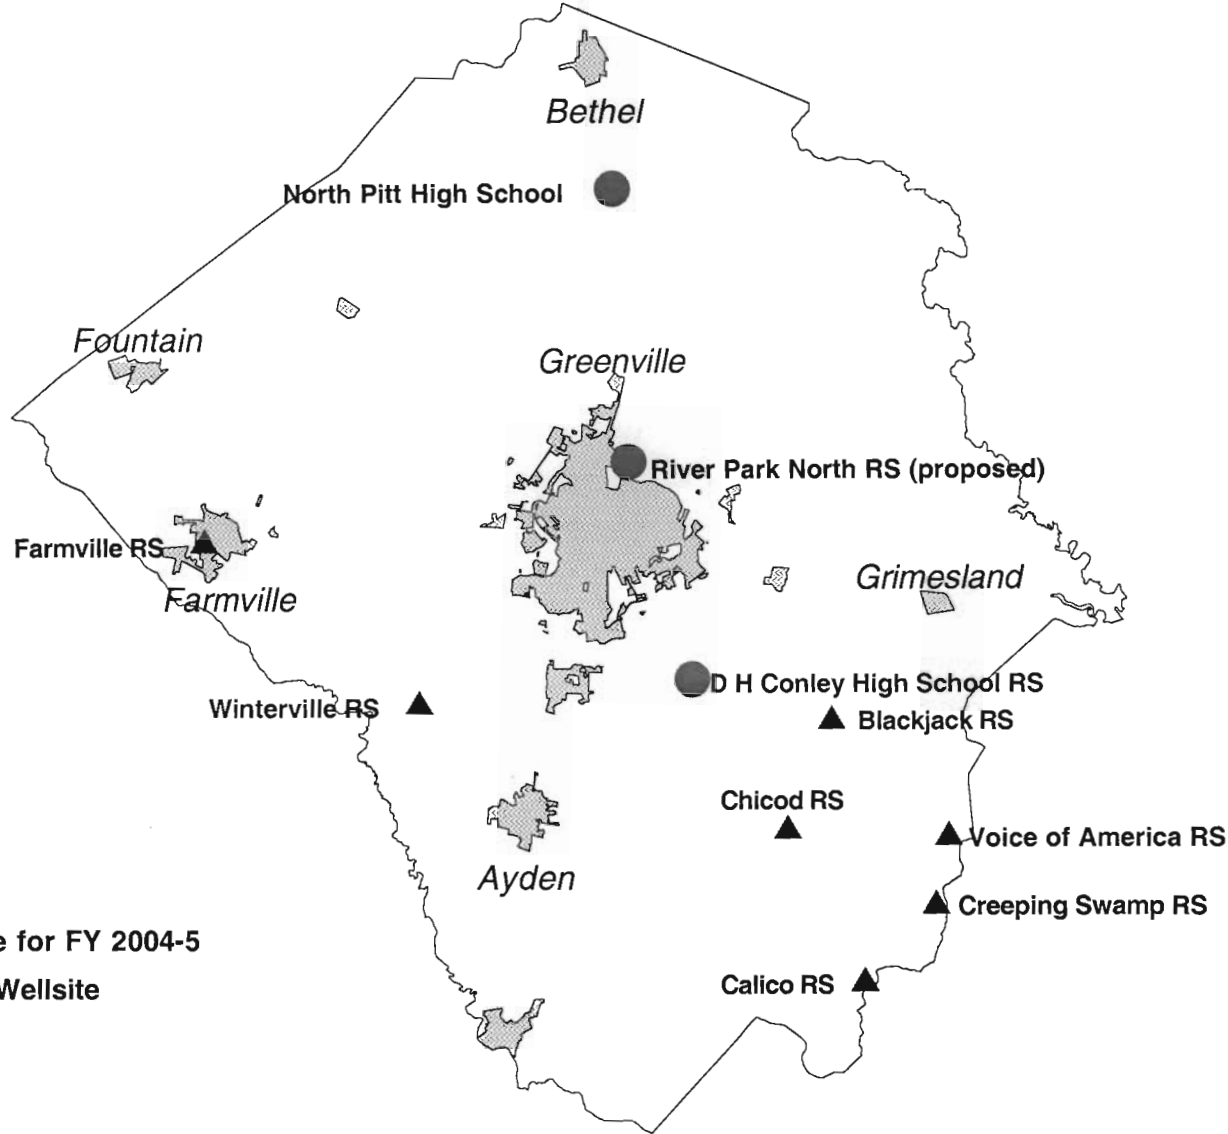 Bethel
North Pitt High School
Fountain
Greenville
River Park North RS (proposed)
Farmville RS
Grimesland
Farmville
D H Conley High School RS
Winterville RS
Blackjack RS
Chicod RS
Voice of America RS
Ayden
Creeping Swamp RS
for FY 2004-5
Calico RS
Wellsite